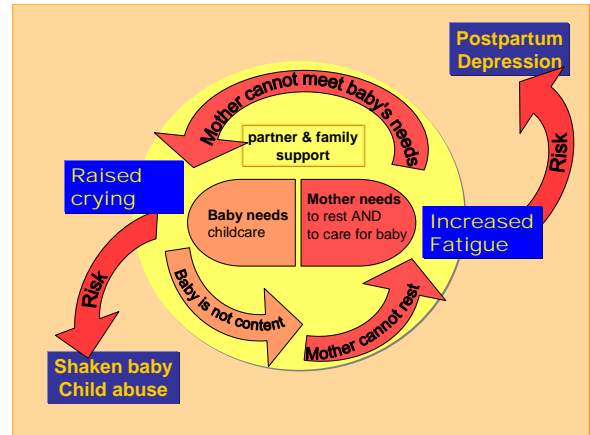 Postpartum
Depression
Mother cannot meet baby's needs
partner & family
support
Risk
Raised
crying
Baby needs
childcare
Mother needs
to rest AND
to care for baby
Increased
Fatigue
Risk
Baby is not content
Mother cannot rest
Shaken baby
Child abuse